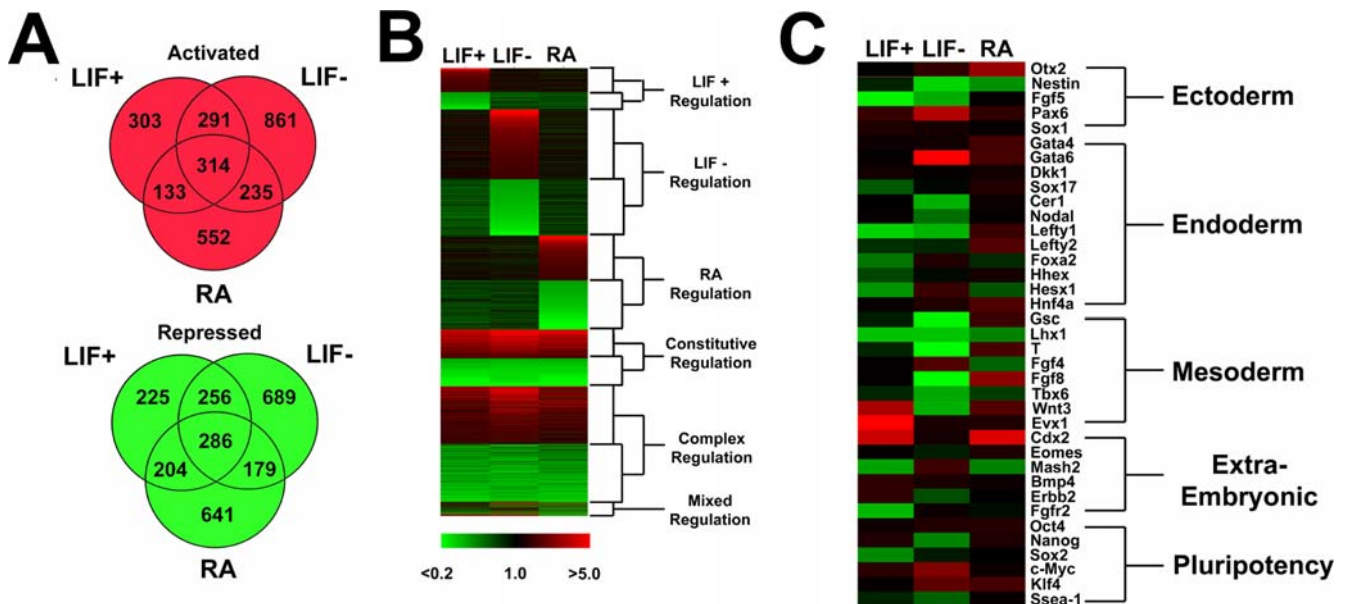 A
Activated
LIF+
LIF-
303
291
861
314
133
235
552
RA
Repressed
LIF+
LIF-
225
256
689
286
204
179
641
RA
B
LIF+ LIF- RA
LIF +
Regulation
LIF -
Regulation
RA
Regulation
Constitutive
Regulation
Complex
Regulation
Mixed
Regulation
<0.2 1.0 >5.0
C
LIF+ LIF- RA
Otx2
Nestin
Fgf5
Pax6
Sox1
Gata4
Gata6
Dkk1
Sox17
Cer1
Nodal
Lefty1
Lefty2
Foxa2
Hhex
Hesx1
Hnf4a
Gsc
Lhx1
T
Fgf4
Fgf8
Tbx6
Wnt3
Evx1
Cdx2
Eomes
Mash2
Bmp4
Erbb2
Fgfr2
Oct4
Nanog
Sox2
c-Myc
Klf4
Ssea-1
Ectoderm
Endoderm
Mesoderm
Extra-
Embryonic
Pluripotency